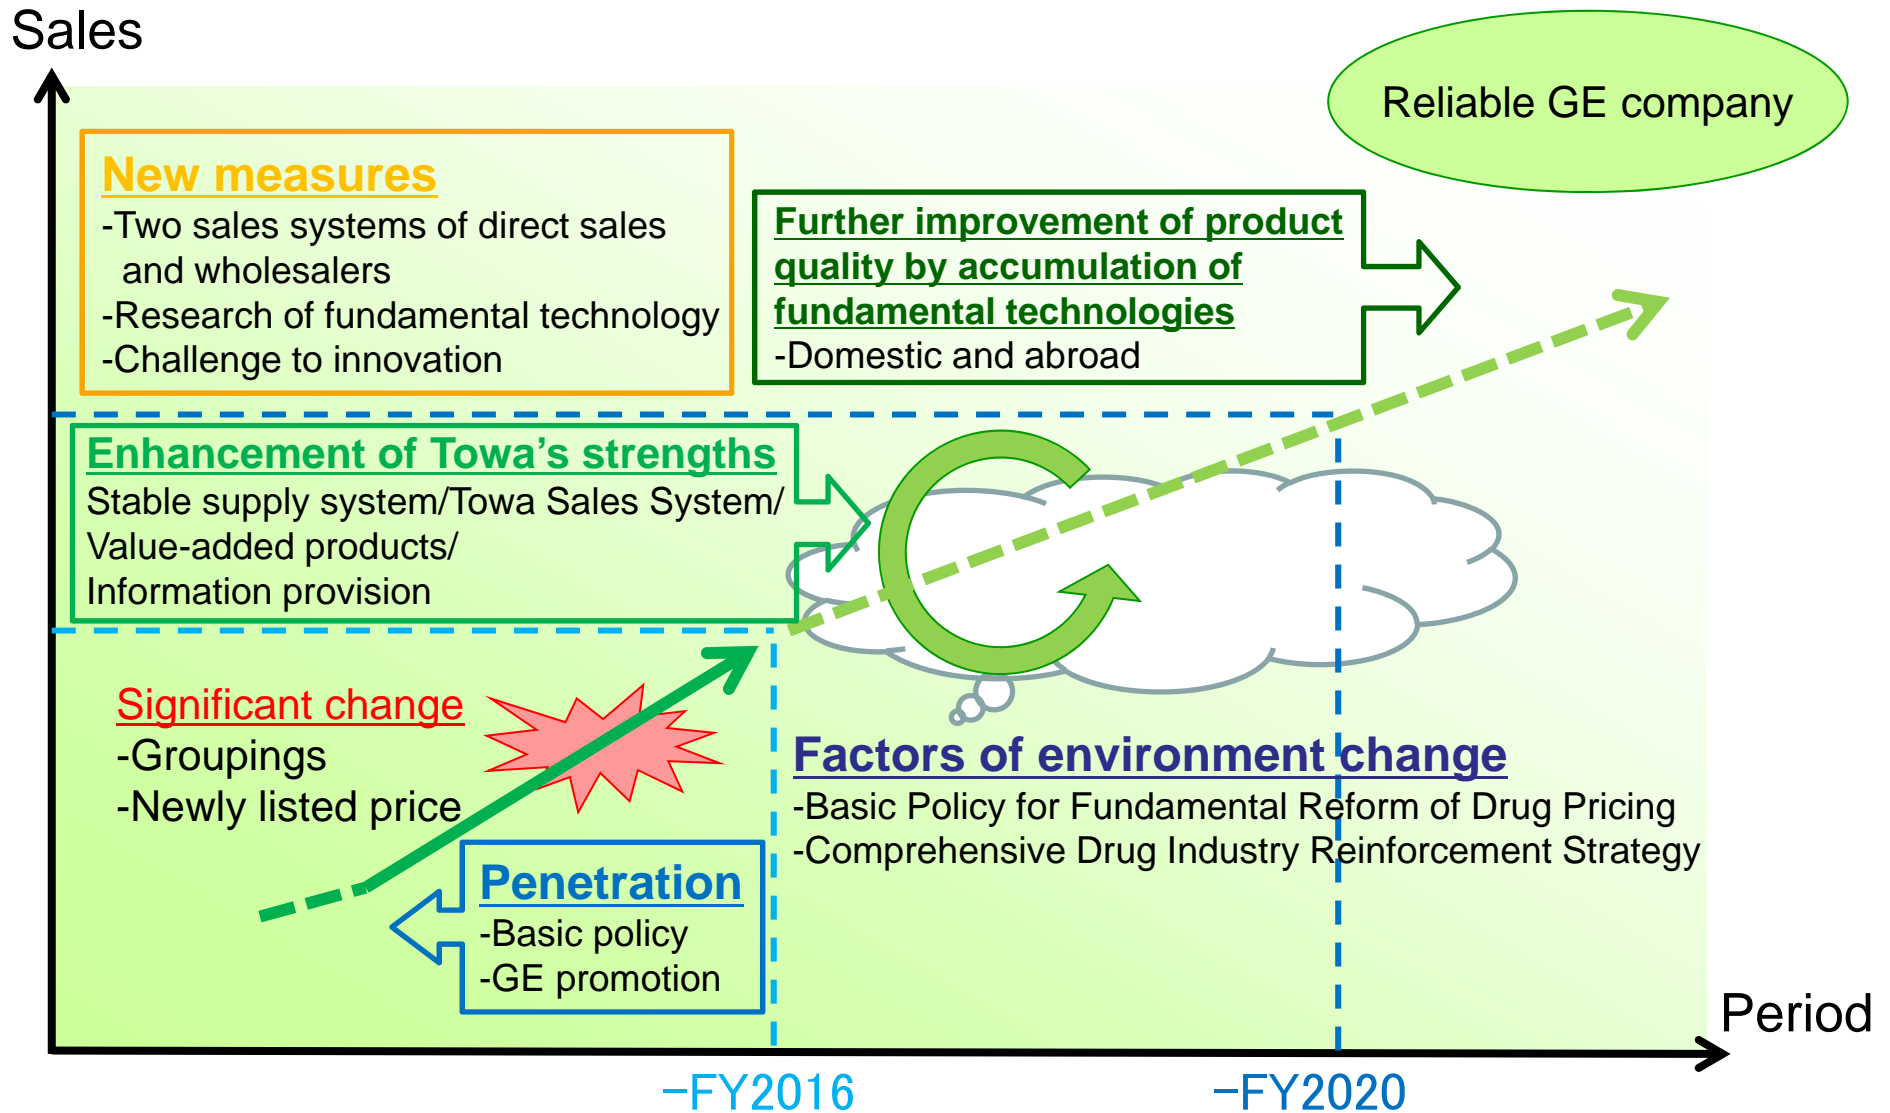 Sales
Reliable GE company
New measures
-Two sales systems of direct sales
and wholesalers
-Research of fundamental technology
-Challenge to innovation
Further improvement of product
quality by accumulation of
fundamental technologies
-Domestic and abroad
Enhancement of Towa’s strengths
Stable supply system/Towa Sales System/
Value-added products/
Information provision
Significant change
-Groupings
-Newly listed price
Factors of environment change
-Basic Policy for Fundamental Reform of Drug Pricing
-Comprehensive Drug Industry Reinforcement Strategy
Penetration
-Basic policy
-GE promotion
Period
−FY2016
−FY2020